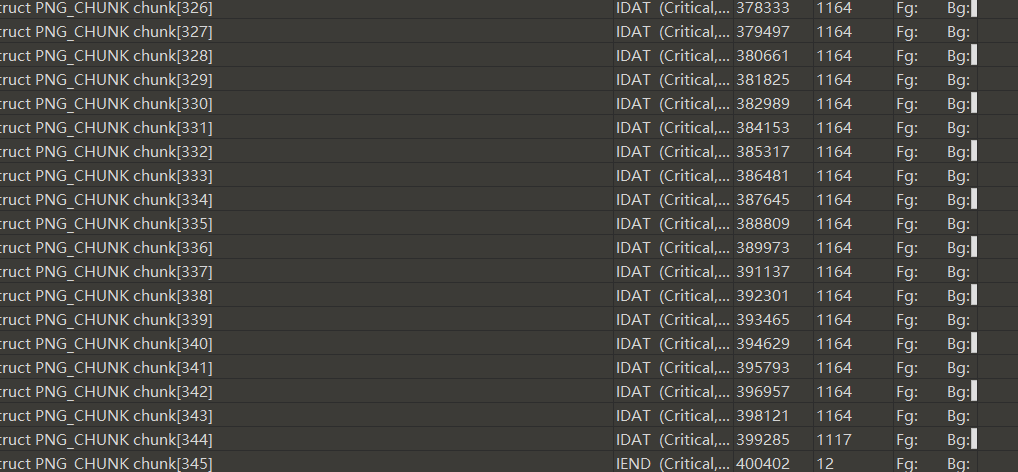 truct PNG_CHUNK chunk[326] IDAT (Critical,... 378333 1164 Fg: Bg:
truct PNG_CHUNK chunk[327] IDAT (Critical,... 379497 1164 Fg: Bg:
truct PNG_CHUNK chunk[328] IDAT (Critical,... 380661 1164 Fg: Bg:
truct PNG_CHUNK chunk[329] IDAT (Critical,... 381825 1164 Fg: Bg:
truct PNG_CHUNK chunk[330] IDAT (Critical,... 382989 1164 Fg: Bg:
truct PNG_CHUNK chunk[331] IDAT (Critical,... 384153 1164 Fg: Bg:
truct PNG_CHUNK chunk[332] IDAT (Critical,... 385317 1164 Fg: Bg:
truct PNG_CHUNK chunk[333] IDAT (Critical,... 386481 1164 Fg: Bg:
truct PNG_CHUNK chunk[334] IDAT (Critical,... 387645 1164 Fg: Bg:
truct PNG_CHUNK chunk[335] IDAT (Critical,... 388809 1164 Fg: Bg:
truct PNG_CHUNK chunk[336] IDAT (Critical,... 389973 1164 Fg: Bg:
truct PNG_CHUNK chunk[337] IDAT (Critical,... 391137 1164 Fg: Bg:
truct PNG_CHUNK chunk[338] IDAT (Critical,... 392301 1164 Fg: Bg:
truct PNG_CHUNK chunk[339] IDAT (Critical,... 393465 1164 Fg: Bg:
truct PNG_CHUNK chunk[340] IDAT (Critical,... 394629 1164 Fg: Bg:
truct PNG_CHUNK chunk[341] IDAT (Critical,... 395793 1164 Fg: Bg:
truct PNG_CHUNK chunk[342] IDAT (Critical,... 396957 1164 Fg: Bg:
truct PNG_CHUNK chunk[343] IDAT (Critical,... 398121 1164 Fg: Bg:
truct PNG_CHUNK chunk[344] IDAT (Critical,... 399285 1117 Fg: Bg:
truct PNG_CHUNK chunk[345] IEND (Critical,... 400402 12 Fg: Bg: